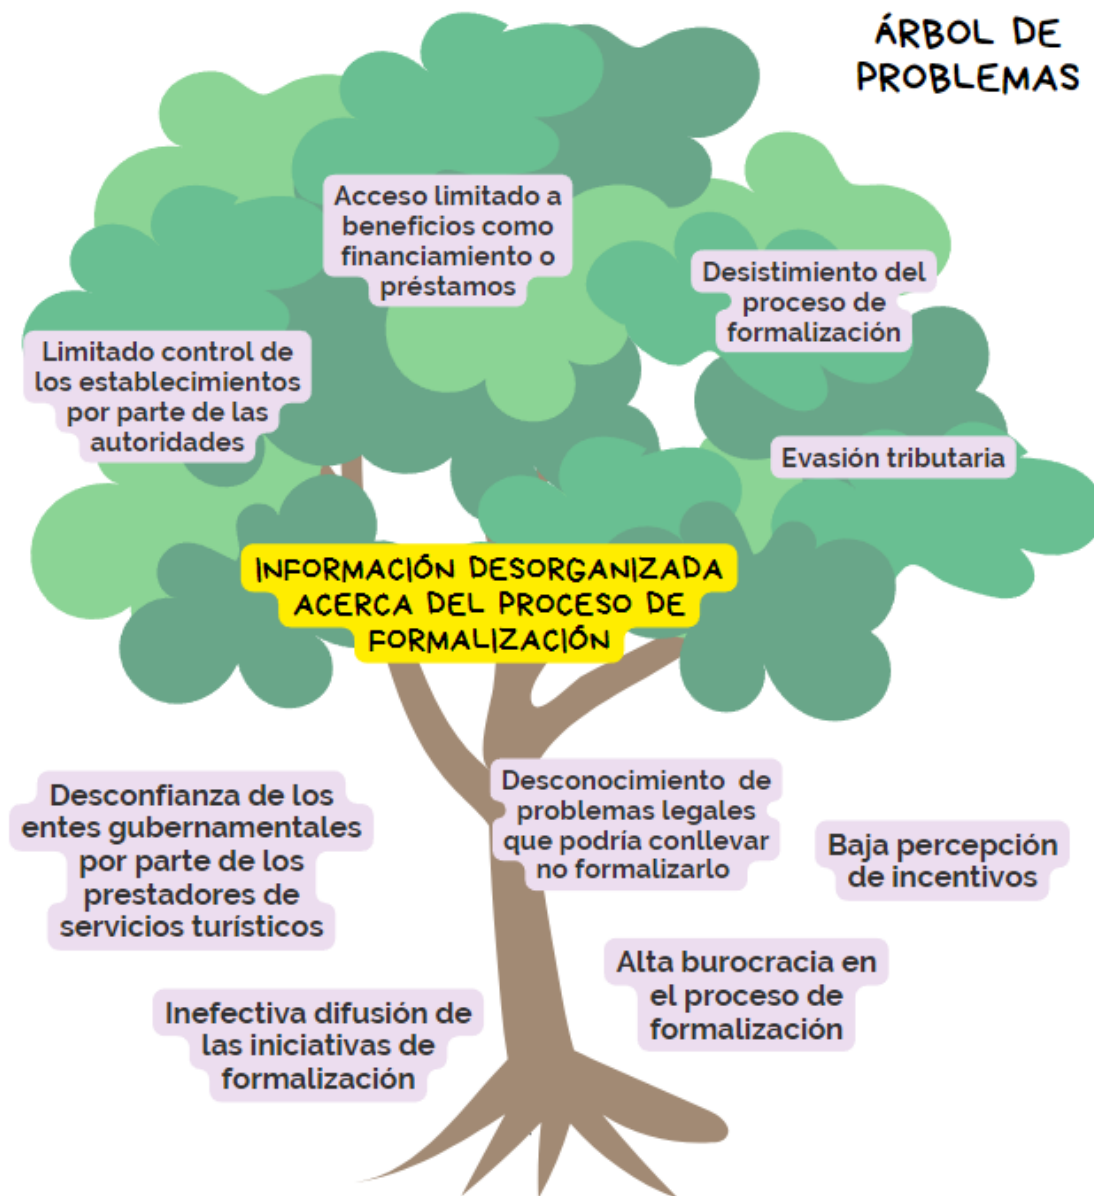 ÁRBOL DE
PROBLEMAS
Acceso limitado a
beneficios como
financiamiento o
préstamos
Desistimiento del
proceso de
formalización
Limitado control de
los establecimientos
por parte de las
autoridades
Evasión tributaria
INFORMACIÓN DESORGANIZADA
ACERCA DEL PROCESO DE
FORMALIZACIÓN
Desconfianza de los
entes gubernamentales
por parte de los
prestadores de
servicios turísticos
Desconocimiento de
problemas legales
que podría conllevar
no formalizarlo
Baja percepción
de incentivos
Alta burocracia en
el proceso de
formalización
Inefectiva difusión de
las iniciativas de
formalización